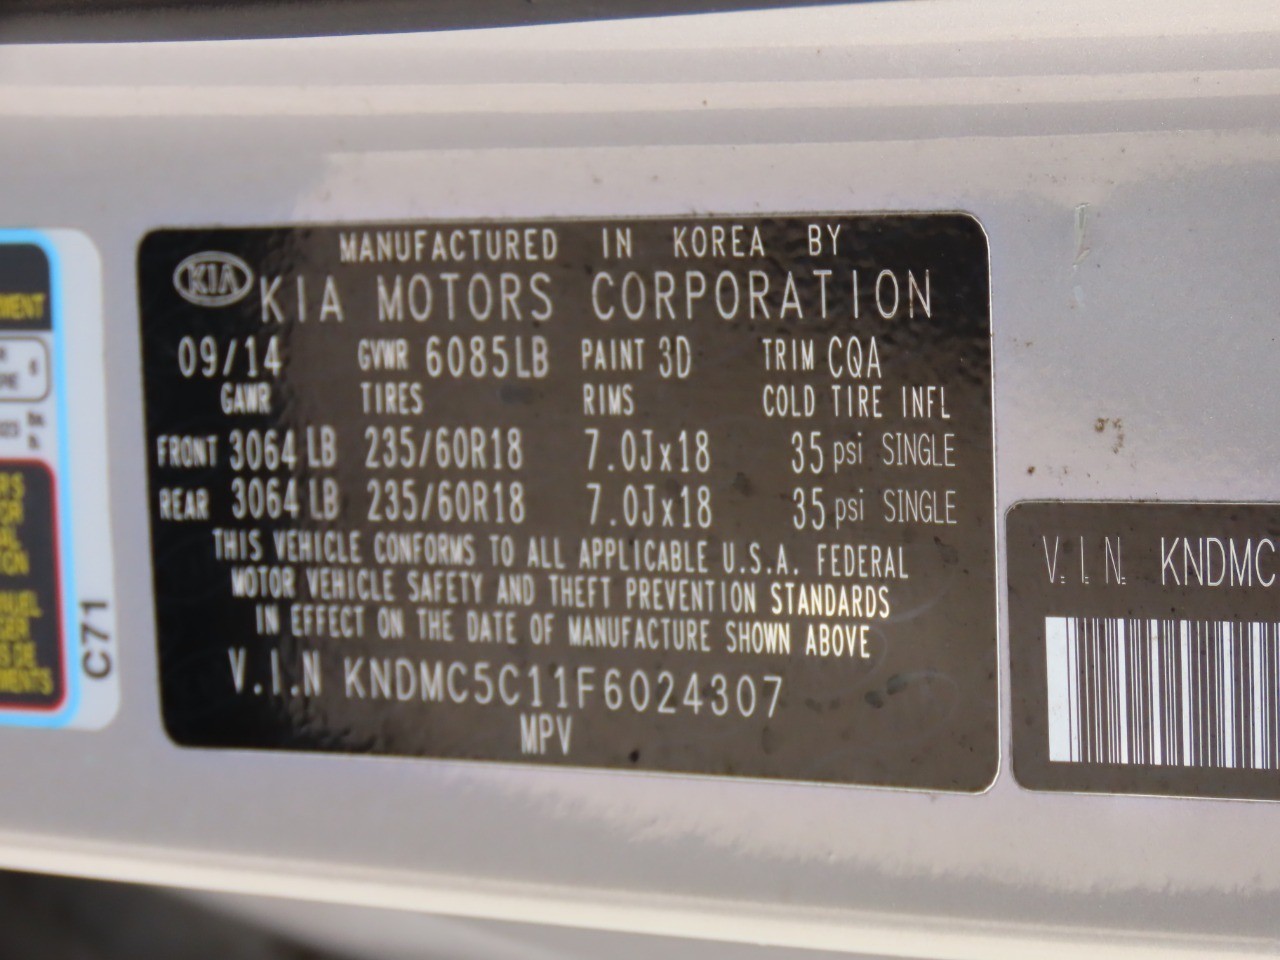 MANUFACTURED IN KOREA BY
KIA KIA MOTORS CORPORATION
09/14 GVWR 6085LB PAINT 3D TRIM CQA
GAWR TIRES RIMS COLD TIRE INFL
FRONT 3064 LB 235/60R18 7.0Jx18 35 psi SINGLE
REAR 3064 LB 235/60R18 7.0Jx18 35 psi SINGLE
THIS VEHICLE CONFORMS TO ALL APPLICABLE U.S.A. FEDERAL
MOTOR VEHICLE SAFETY AND THEFT PREVENTION STANDARDS
IN EFFECT ON THE DATE OF MANUFACTURE SHOWN ABOVE
V.I.N KNDMC5C11F6024307
MPV
C71
V.I.N. KNDMC